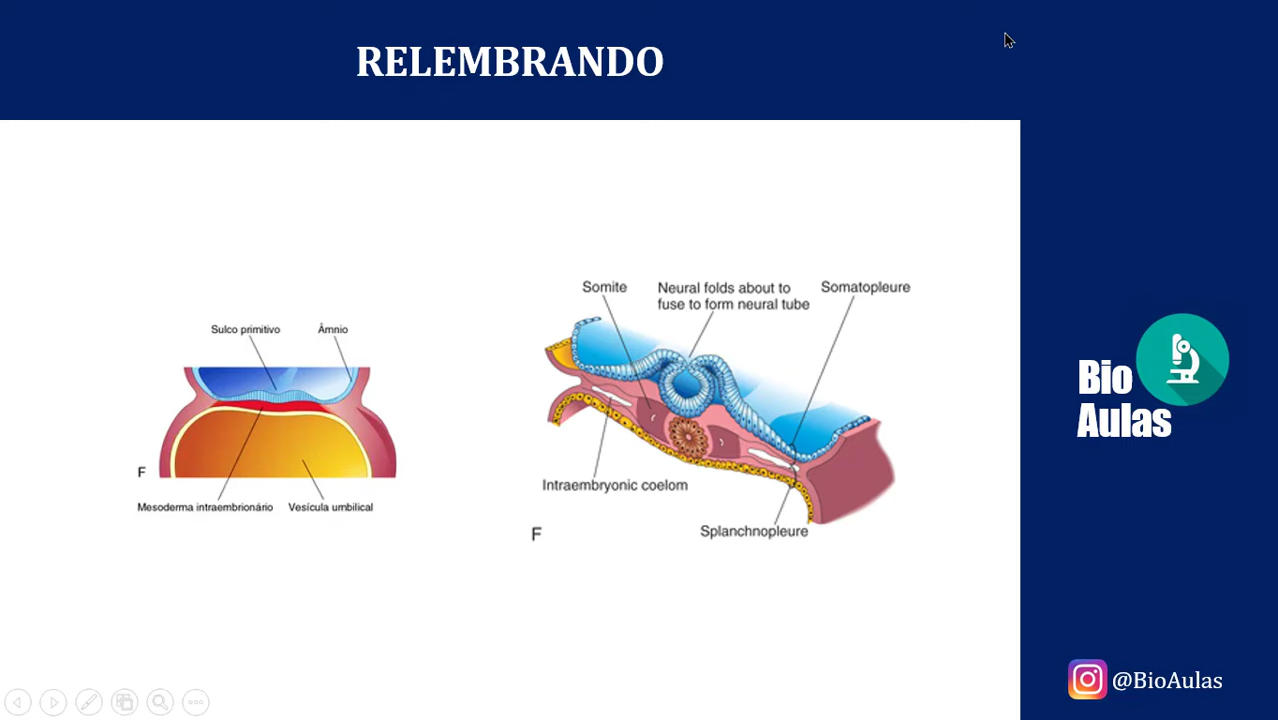 RELEMBRANDO
Sulco primitivo
Âmnio
F
Mesoderma intraembrionário
Vesícula umbilical
Somite
Neural folds about to
fuse to form neural tube
Somatopleure
Intraembryonic coelom
Splanchnopleure
F
Bio
Aulas
@BioAulas